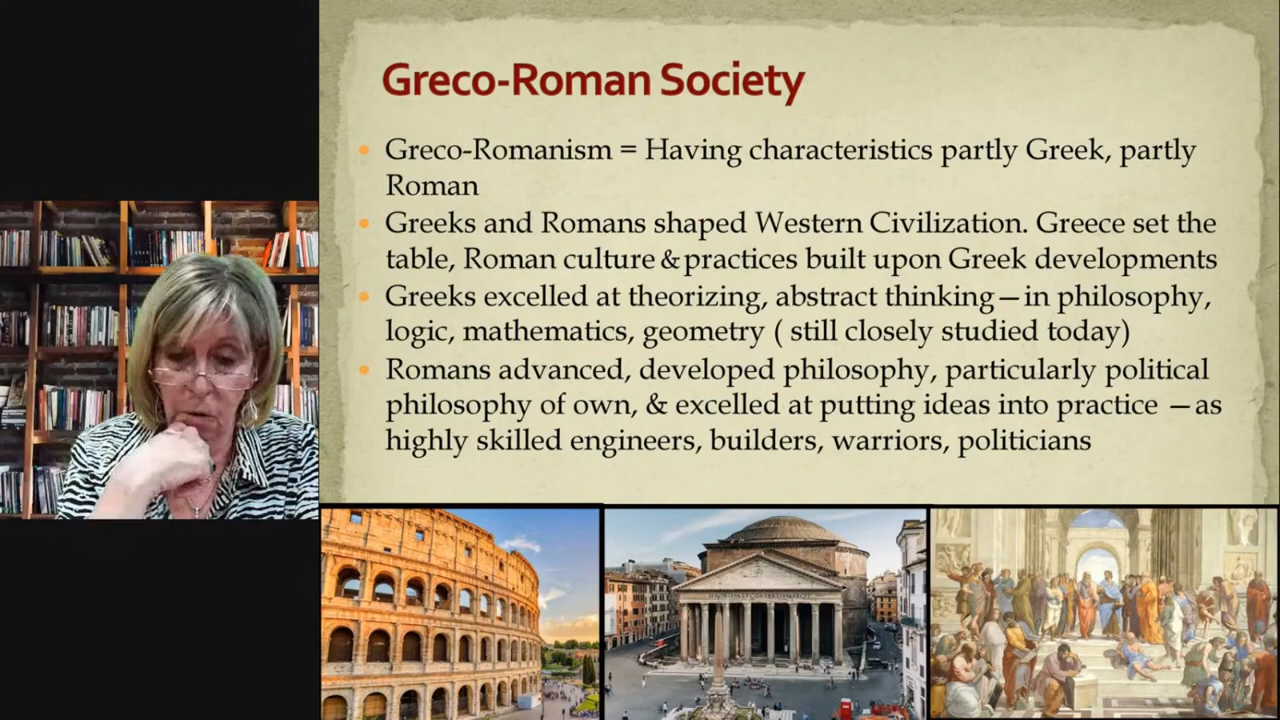 Greco-Roman Society
Greco-Romanism = Having characteristics partly Greek, partly
Roman
Greeks and Romans shaped Western Civilization. Greece set the
table, Roman culture & practices built upon Greek developments
Greeks excelled at theorizing, abstract thinking—in philosophy,
logic, mathematics, geometry ( still closely studied today)
Romans advanced, developed philosophy, particularly political
philosophy of own, & excelled at putting ideas into practice —as
highly skilled engineers, builders, warriors, politicians